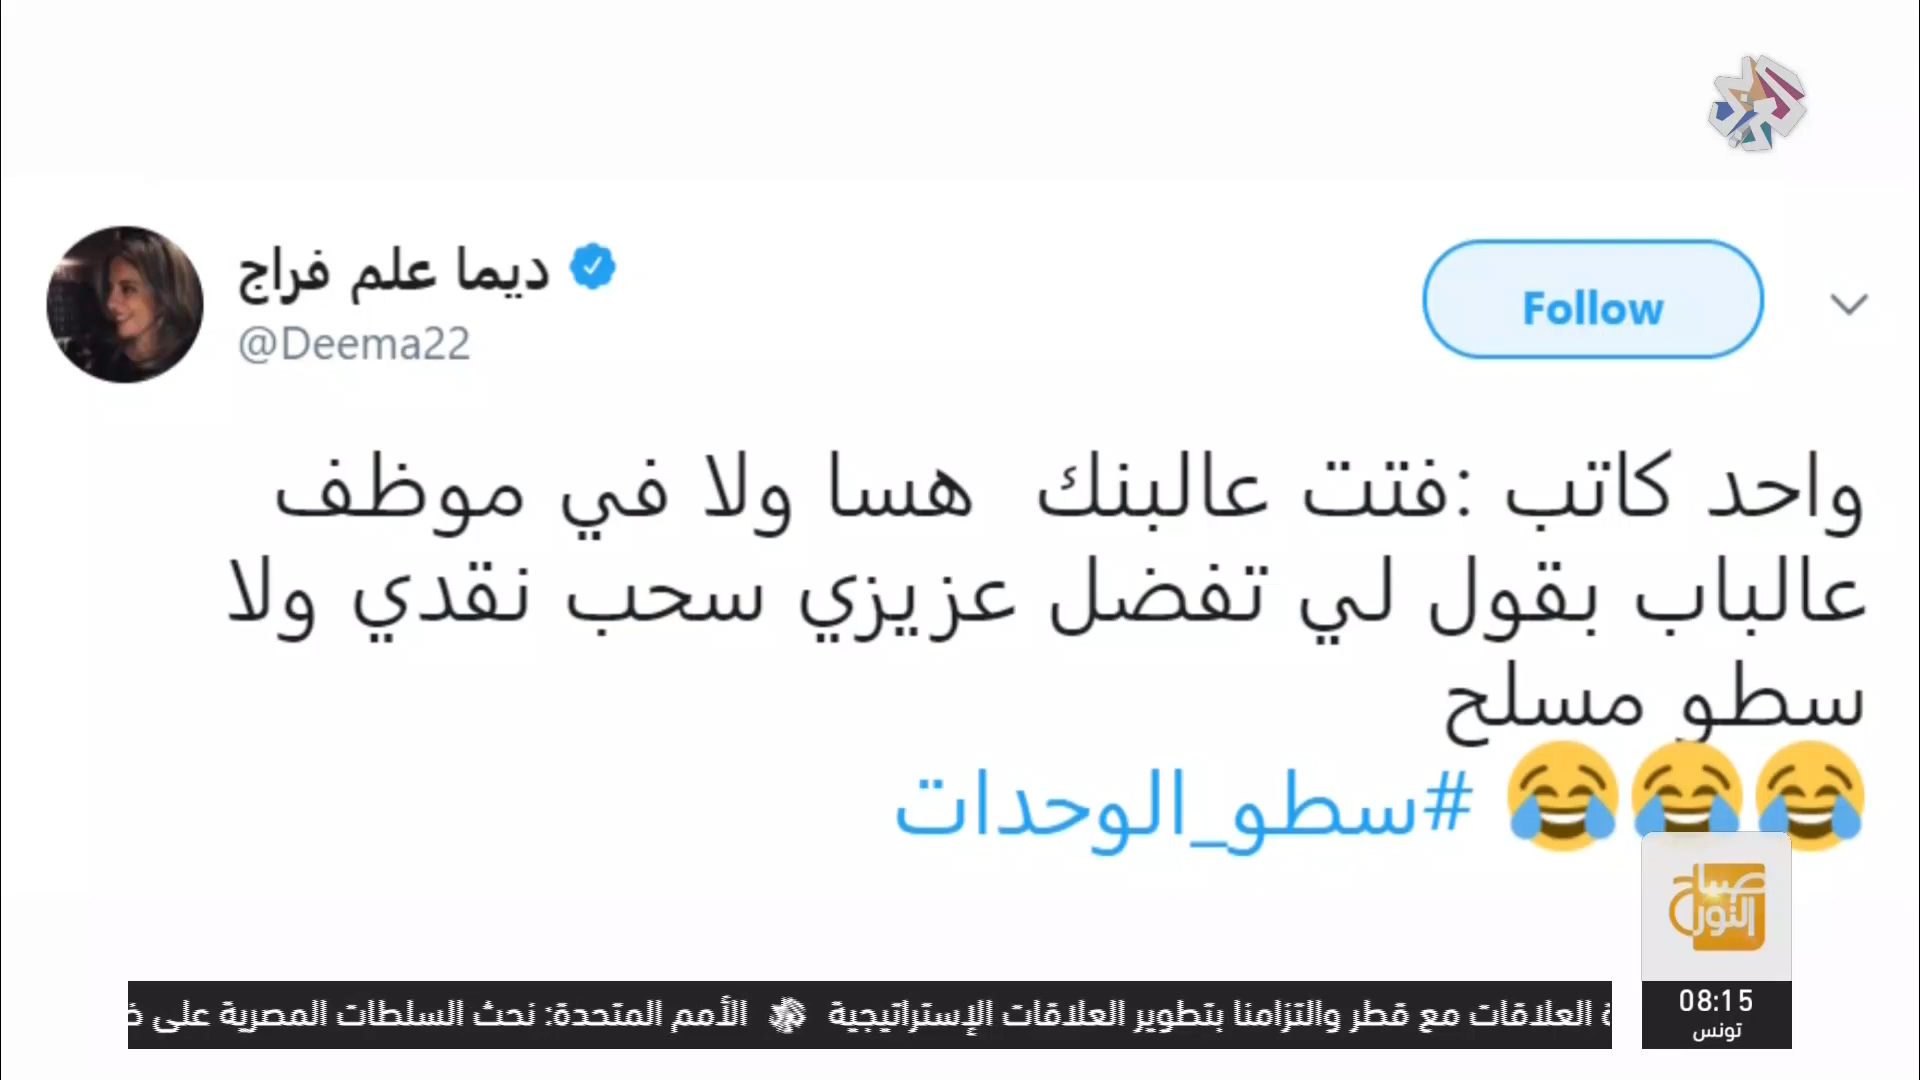 ديما علم فراج
@Deema22
Follow
واحد كاتب :فتت عالبنك هسا ولا في موظف
عالباب بقول لي تفضل عزيزي سحب نقدي ولا
سطو مسلح
😂😂😂 #سطو_الوحدات
صباح
النور
08:15
تونس
العلاقات مع قطر والتزامنا بتطوير العلاقات الإستراتيجية الأمم المتحدة: نحث السلطات المصرية على